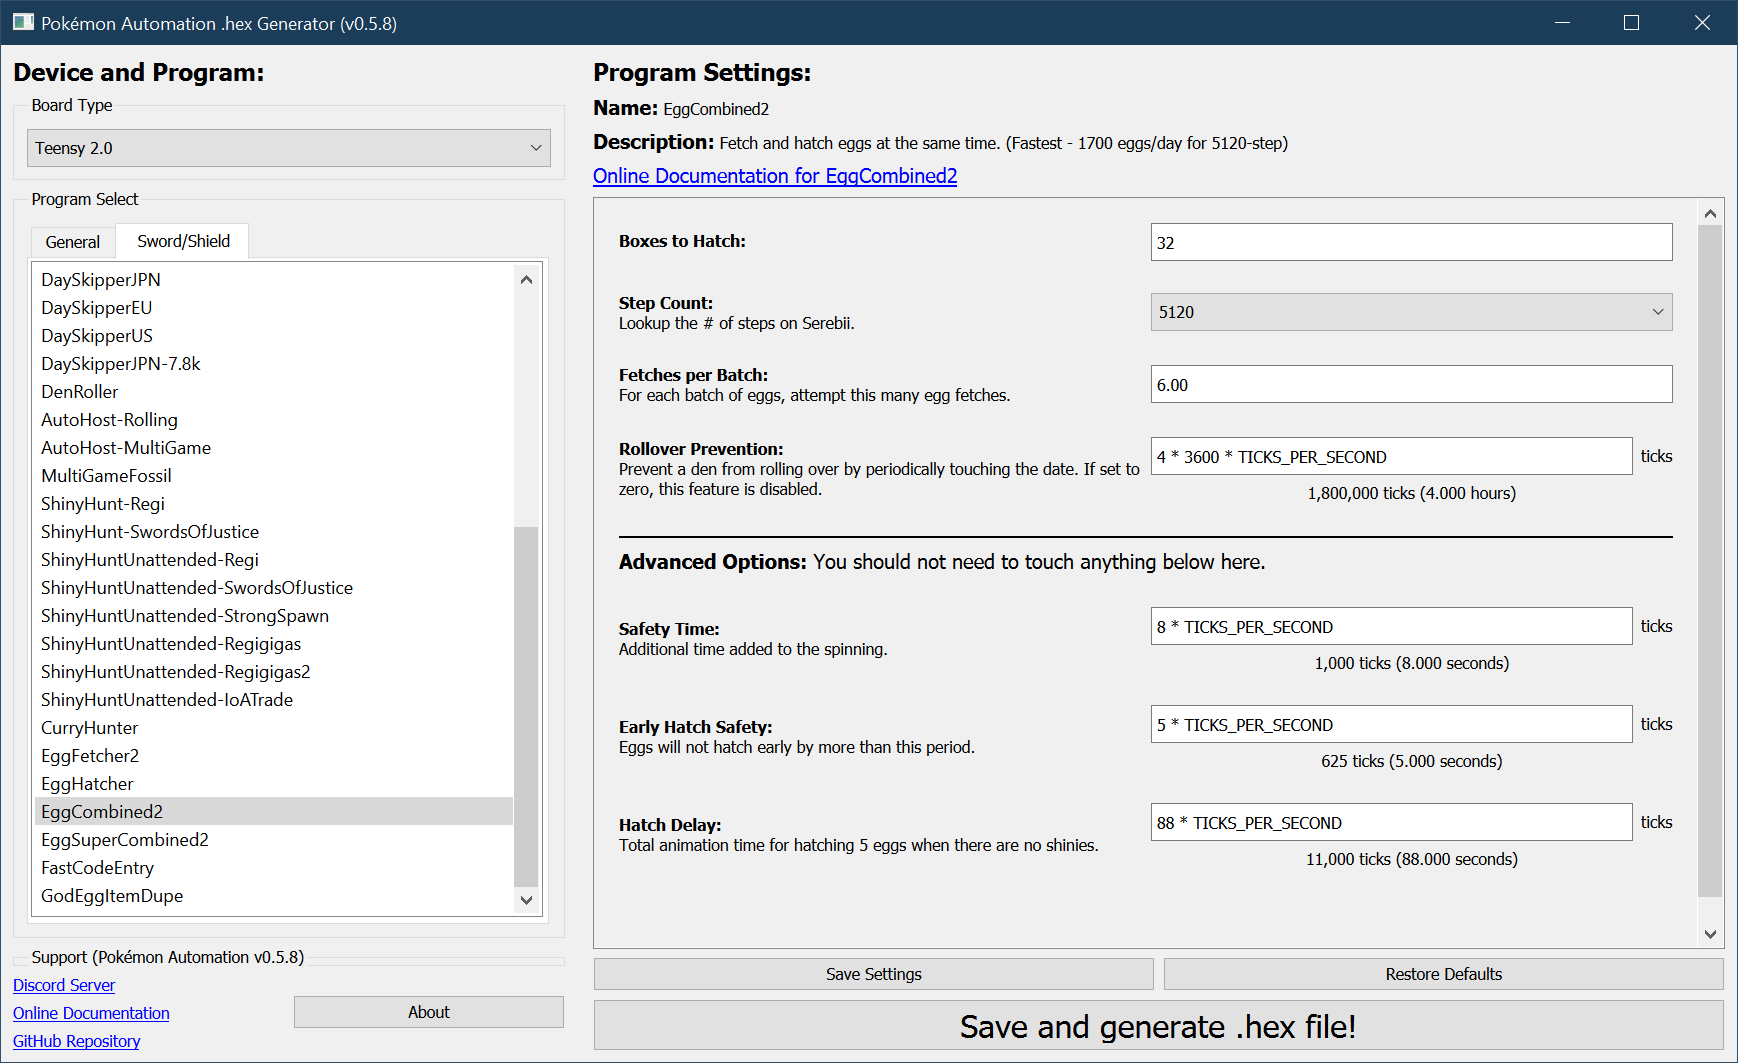 Pokémon Automation .hex Generator (v0.5.8)
Device and Program:
Board Type
Teensy 2.0
Program Select
General
Sword/Shield
DaySkipperJPN
DaySkipperEU
DaySkipperUS
DaySkipperJPN-7.8k
DenRoller
AutoHost-Rolling
AutoHost-MultiGame
MultiGameFossil
ShinyHunt-Regi
ShinyHunt-SwordsOfJustice
ShinyHuntUnattended-Regi
ShinyHuntUnattended-SwordsOfJustice
ShinyHuntUnattended-StrongSpawn
ShinyHuntUnattended-Regigigas
ShinyHuntUnattended-Regigigas2
ShinyHuntUnattended-IoATrade
CurryHunter
EggFetcher2
EggHatcher
EggCombined2
EggSuperCombined2
FastCodeEntry
GodEggItemDupe
Support (Pokémon Automation v0.5.8)
Discord Server
Online Documentation
GitHub Repository
About
Program Settings:
Name: EggCombined2
Description: Fetch and hatch eggs at the same time. (Fastest - 1700 eggs/day for 5120-step)
Online Documentation for EggCombined2
Boxes to Hatch:
32
Step Count:
Lookup the # of steps on Serebii.
5120
Fetches per Batch:
For each batch of eggs, attempt this many egg fetches.
6.00
Rollover Prevention:
Prevent a den from rolling over by periodically touching the date. If set to
zero, this feature is disabled.
4 * 3600 * TICKS_PER_SECOND
ticks
1,800,000 ticks (4.000 hours)
Advanced Options: You should not need to touch anything below here.
Safety Time:
Additional time added to the spinning.
8 * TICKS_PER_SECOND
ticks
1,000 ticks (8.000 seconds)
Early Hatch Safety:
Eggs will not hatch early by more than this period.
5 * TICKS_PER_SECOND
ticks
625 ticks (5.000 seconds)
Hatch Delay:
Total animation time for hatching 5 eggs when there are no shinies.
88 * TICKS_PER_SECOND
ticks
11,000 ticks (88.000 seconds)
Save Settings
Restore Defaults
Save and generate .hex file!